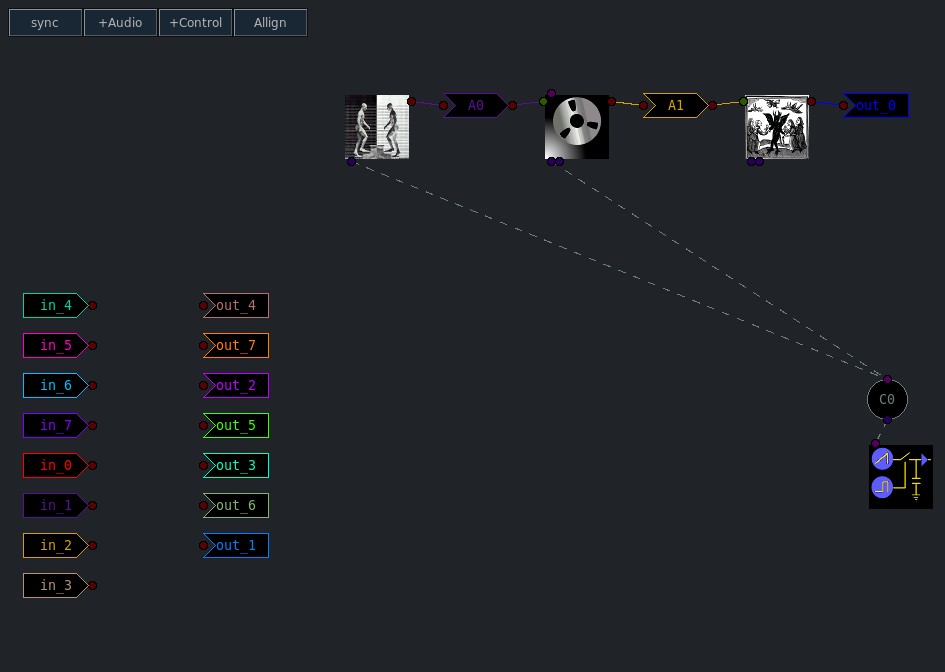 sync +Audio +Control Allign
A0 A1 out_0
in_4 out_4
in_5 out_7
in_6 out_2
in_7 out_5
in_0 out_3
in_1 out_6
in_2 out_1
in_3
C0